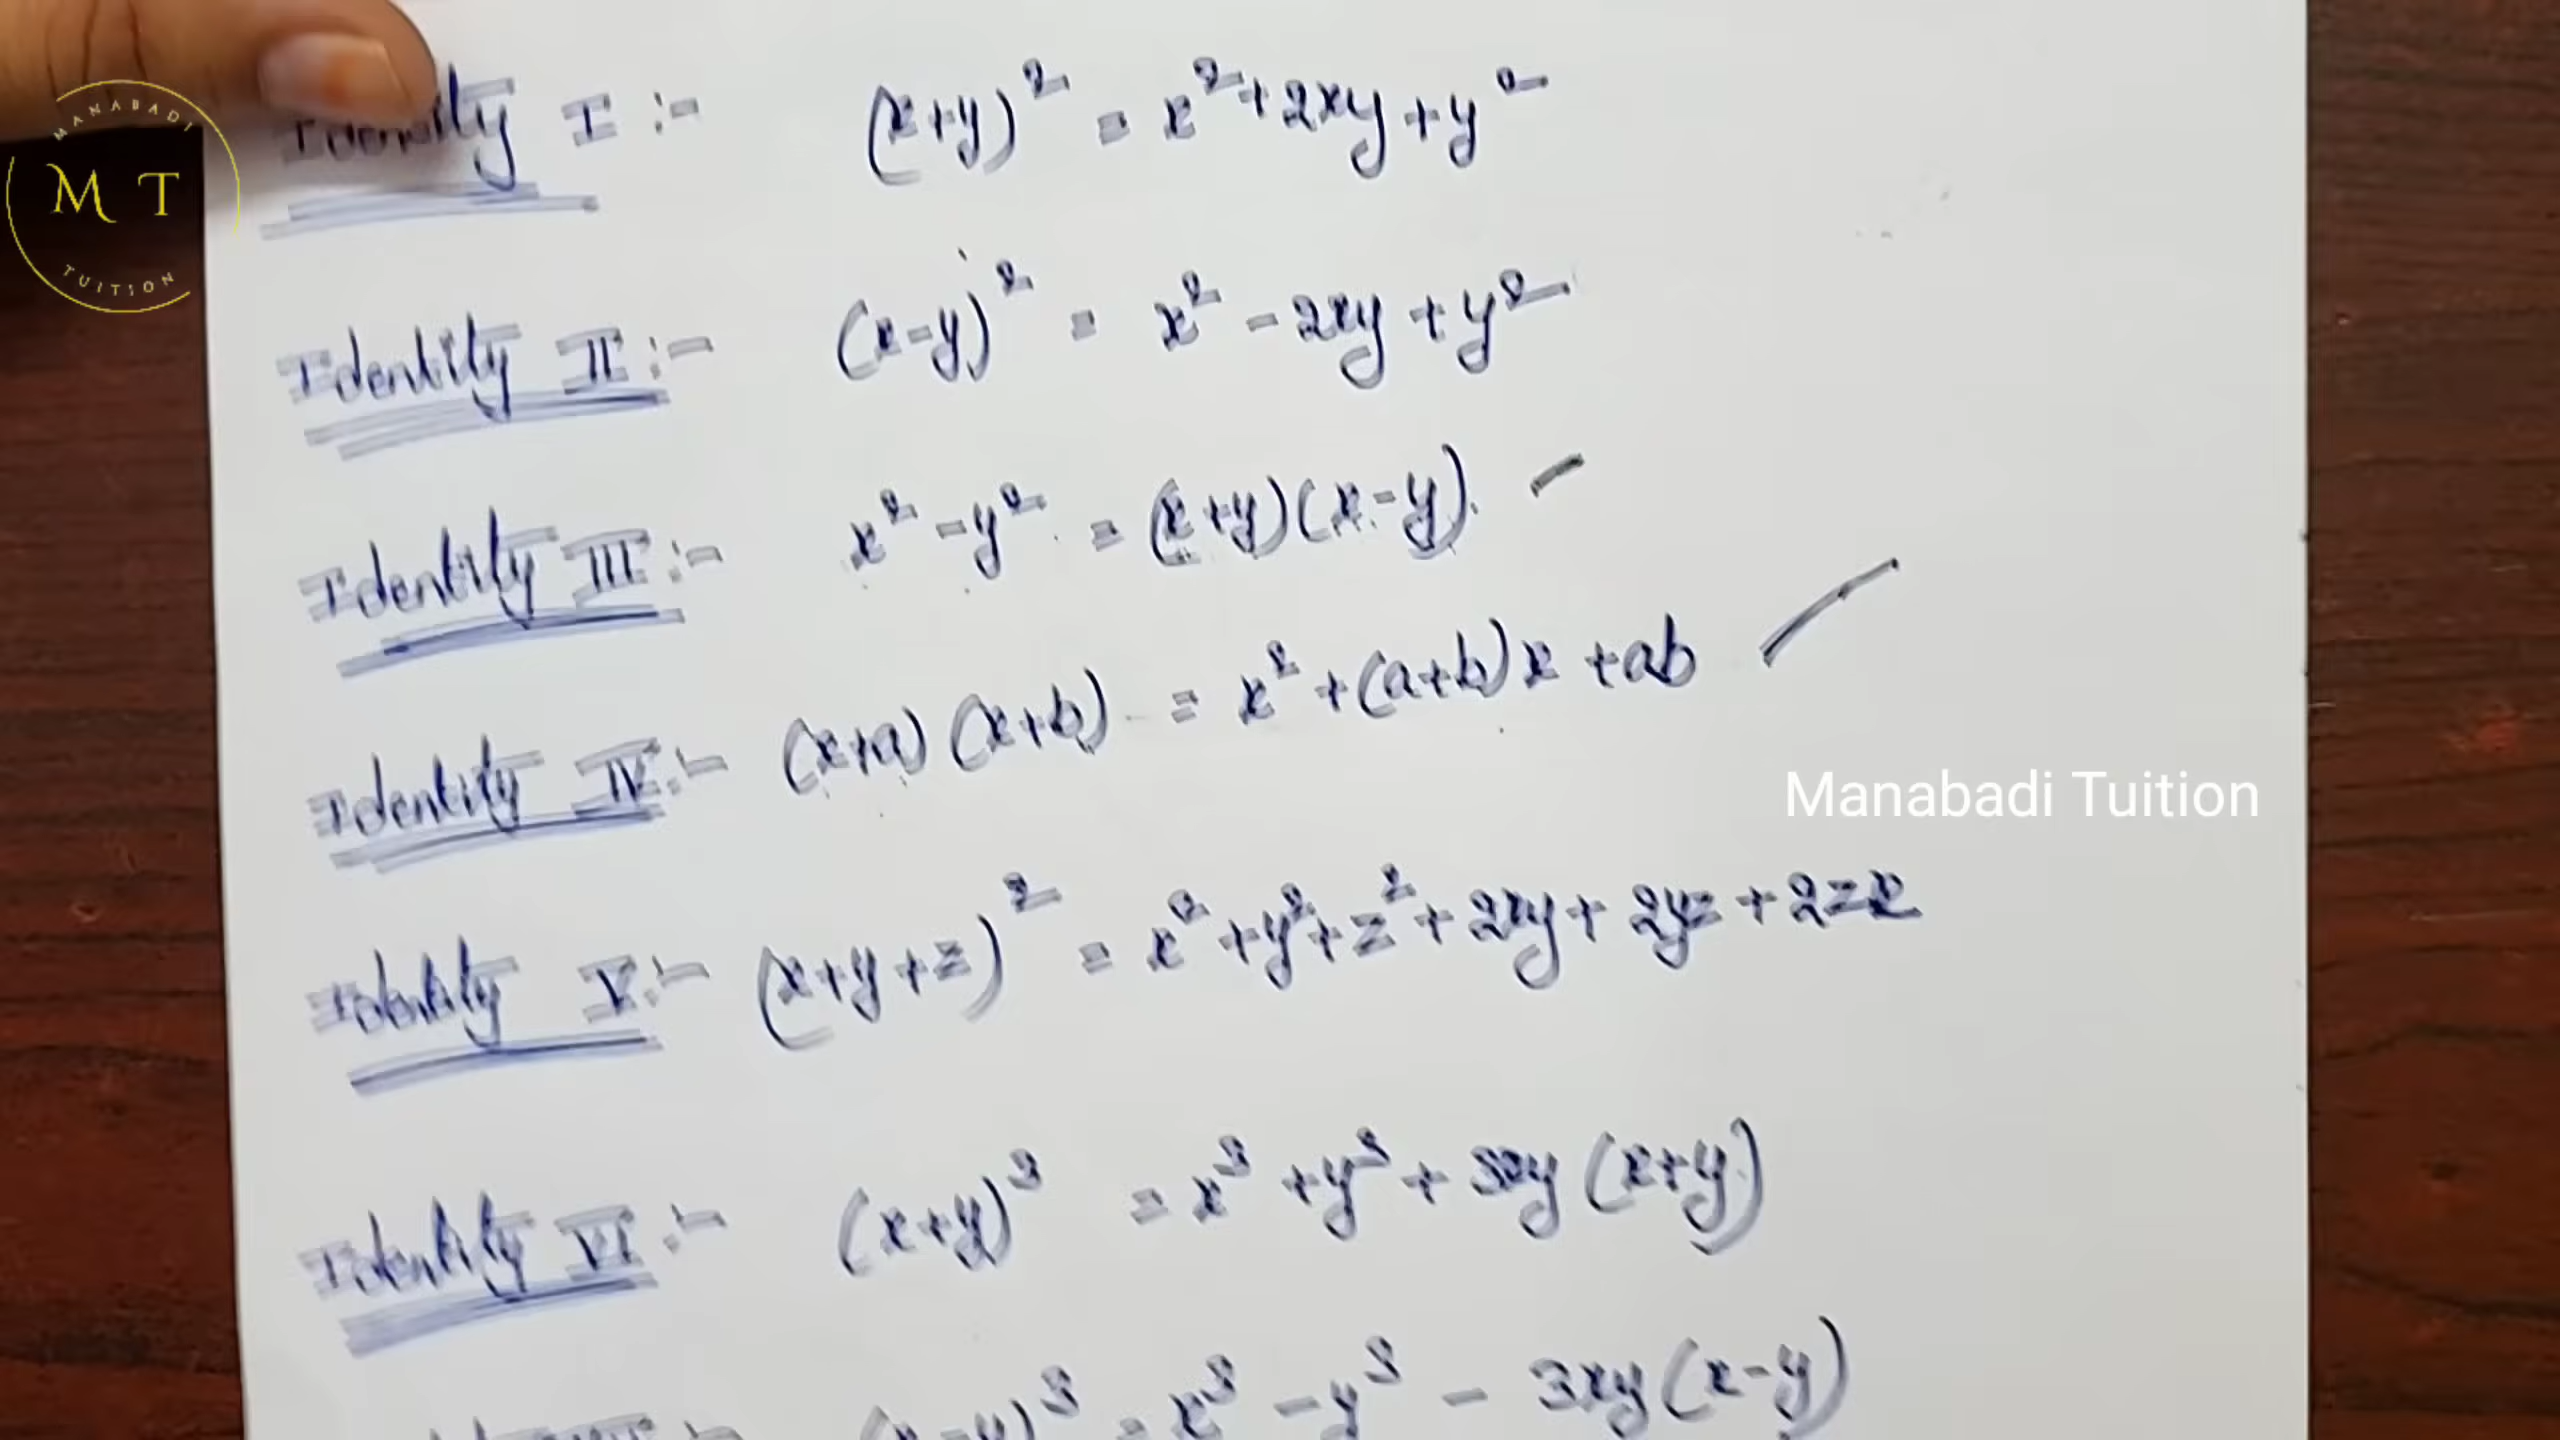 MANABADI
M T
TUITION
Identity I :- (x+y)² = x²+2xy+y²
Identity II :- (x-y)² = x² - 2xy + y²
Identity III :- x² - y² = (x+y)(x-y).
Identity IV :- (x+a) (x+b) = x² + (a+b)x + ab
Manabadi Tuition
Identity V :- (x+y+z)² = x²+y²+z²+2xy+2yz+2zx
Identity VI :- (x+y)³ = x³ + y³ + 3xy (x+y)
(x-y)³ = x³ - y³ - 3xy(x-y)